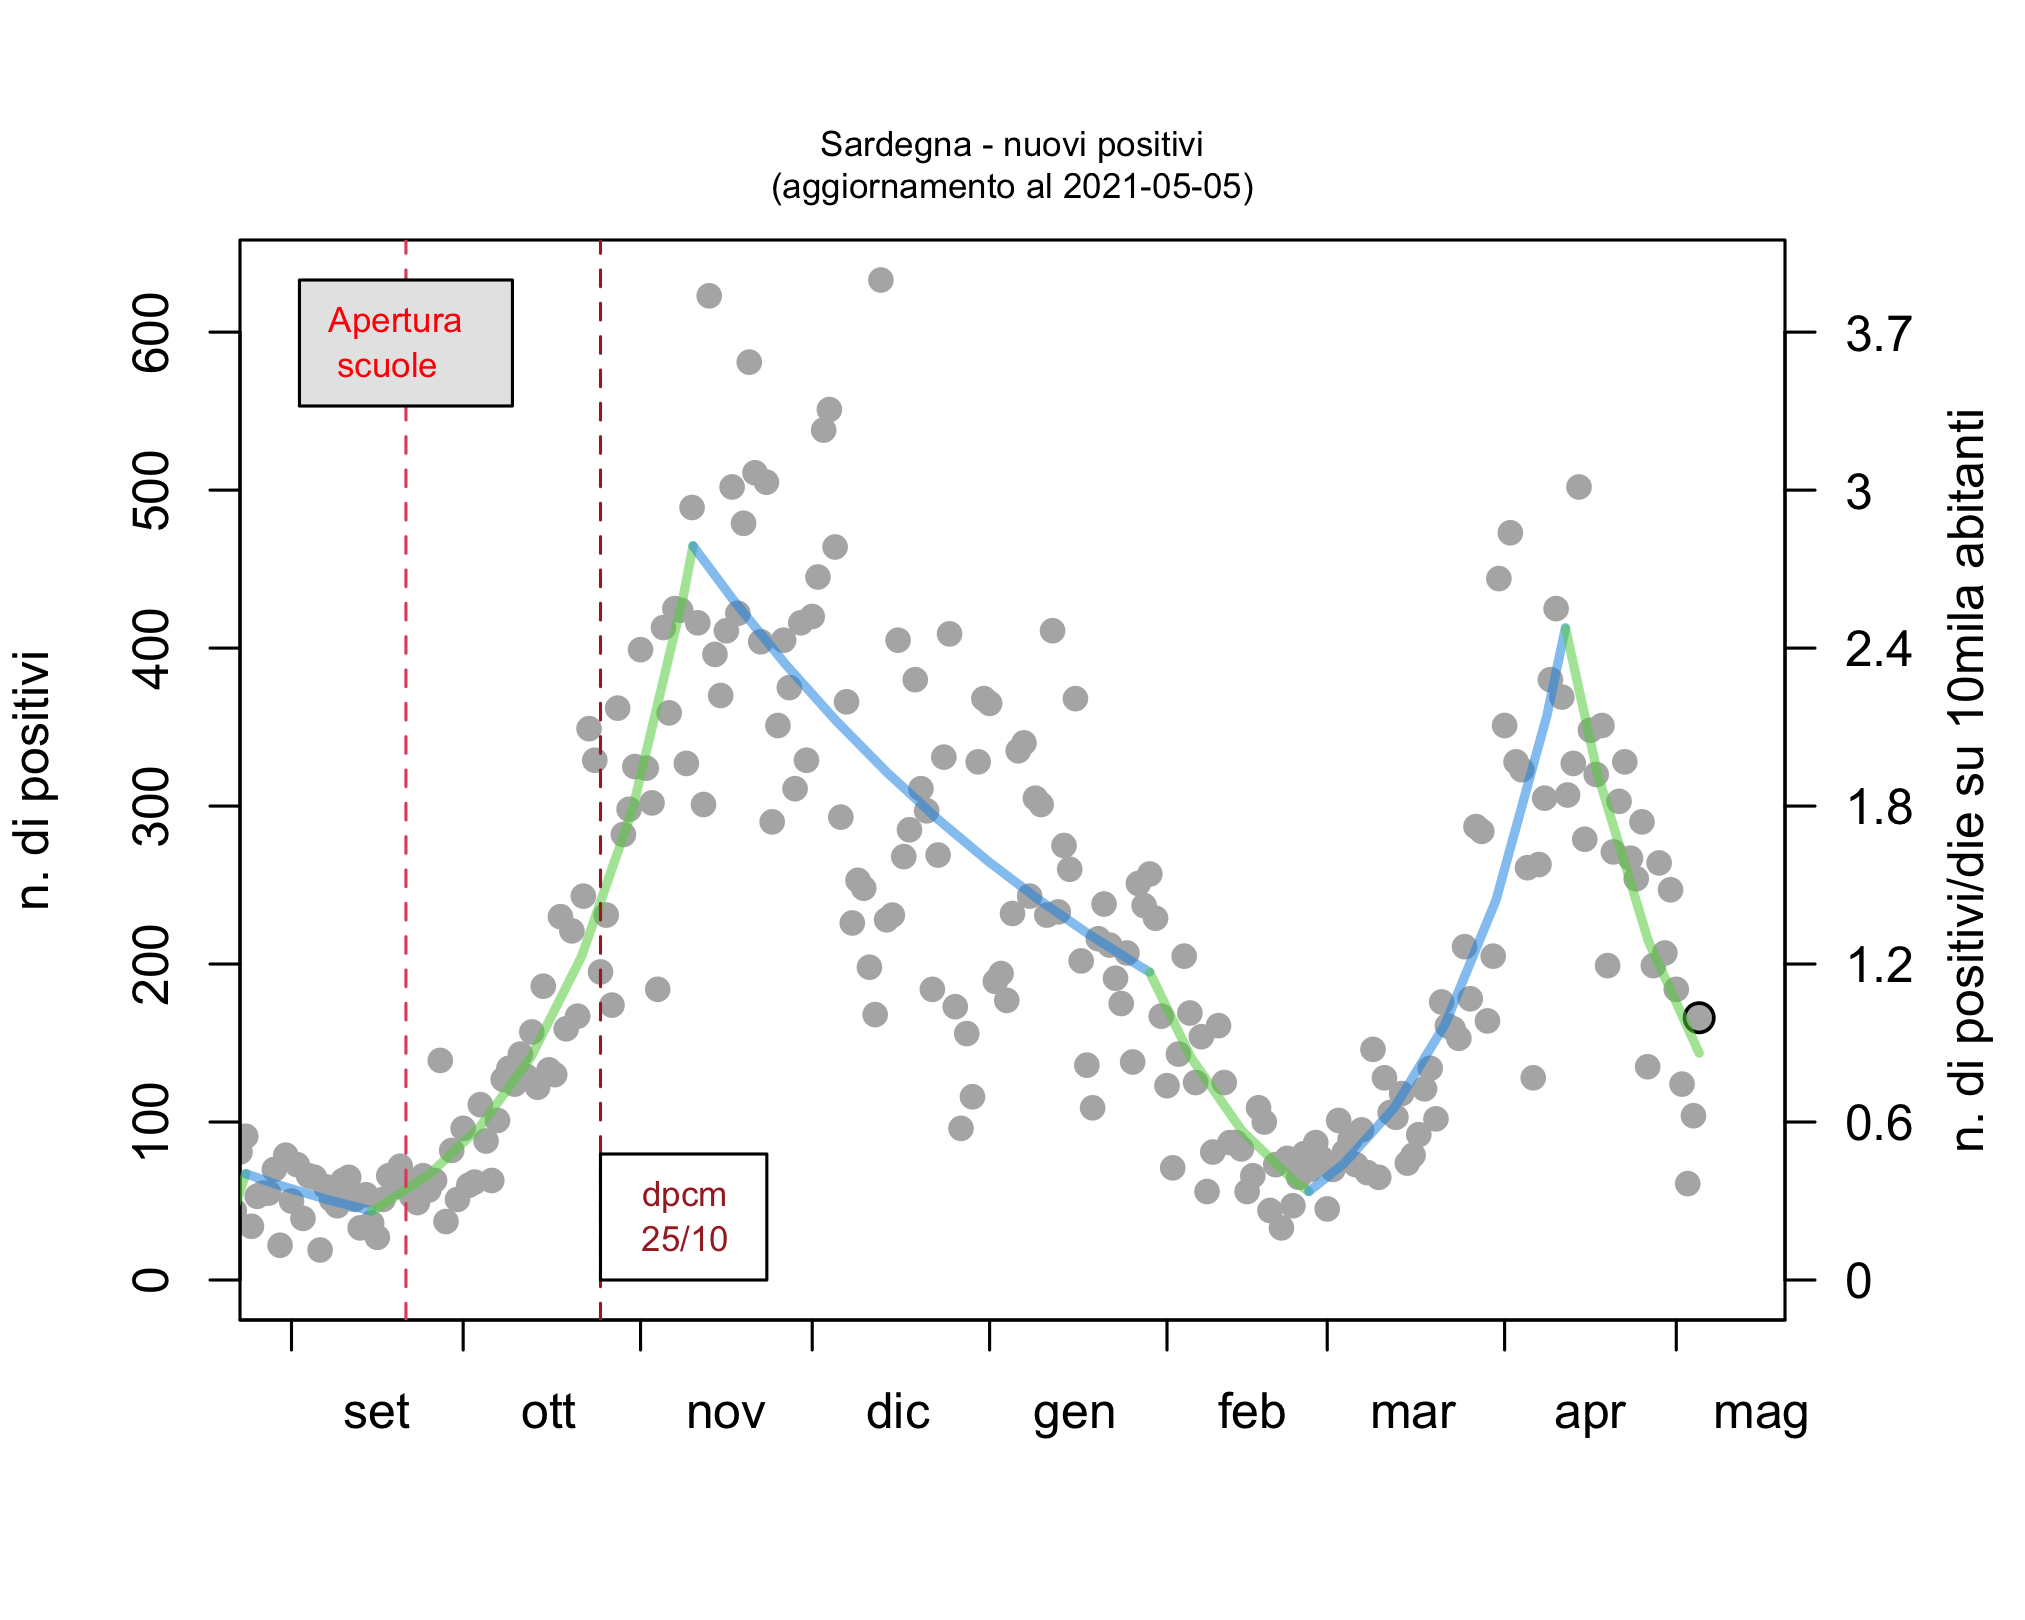 Sardegna - nuovi positivi
(aggiornamento al 2021-05-05)
Apertura
scuole
dpcm
25/10
n. di positivi
0
100
200
300
400
500
600
n. di positivi/die su 10mila abitanti
0
0.6
1.2
1.8
2.4
3
3.7
set ott nov dic gen feb mar apr mag